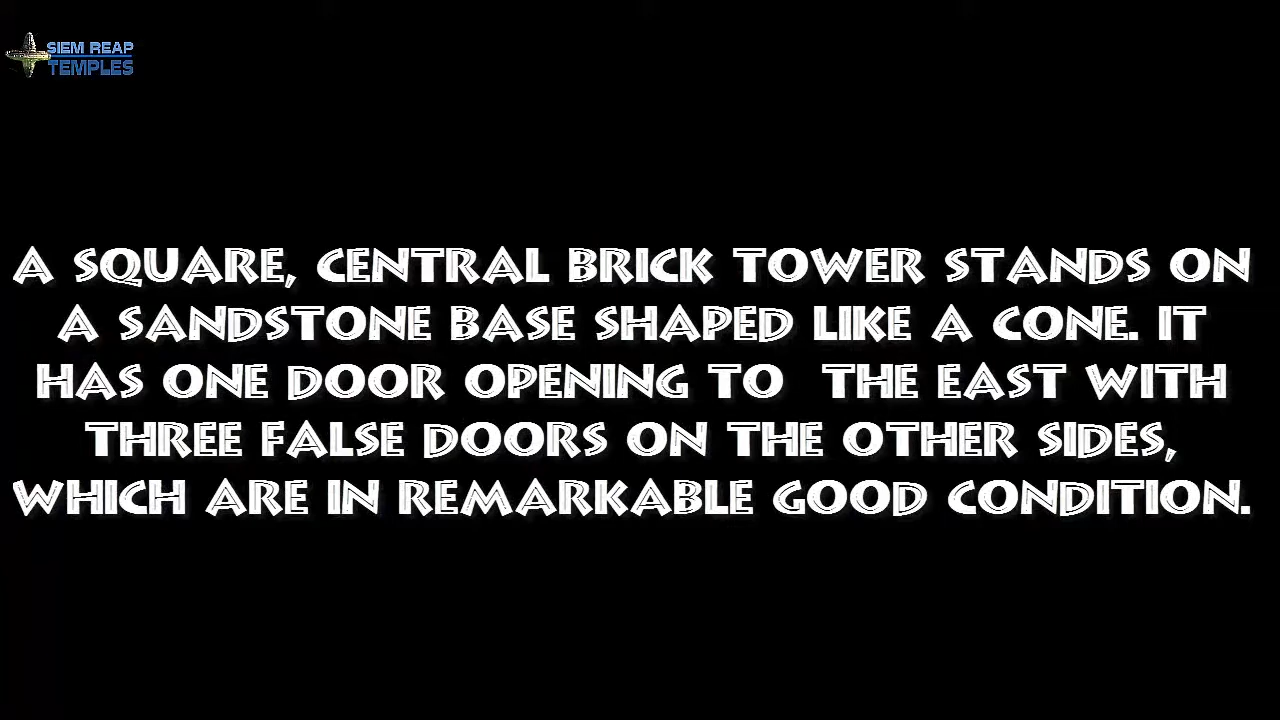 SIEM REAP
TEMPLES
A SQUARE, CENTRAL BRICK TOWER STANDS ON
A SANDSTONE BASE SHAPED LIKE A CONE. IT
HAS ONE DOOR OPENING TO THE EAST WITH
THREE FALSE DOORS ON THE OTHER SIDES,
WHICH ARE IN REMARKABLE GOOD CONDITION.